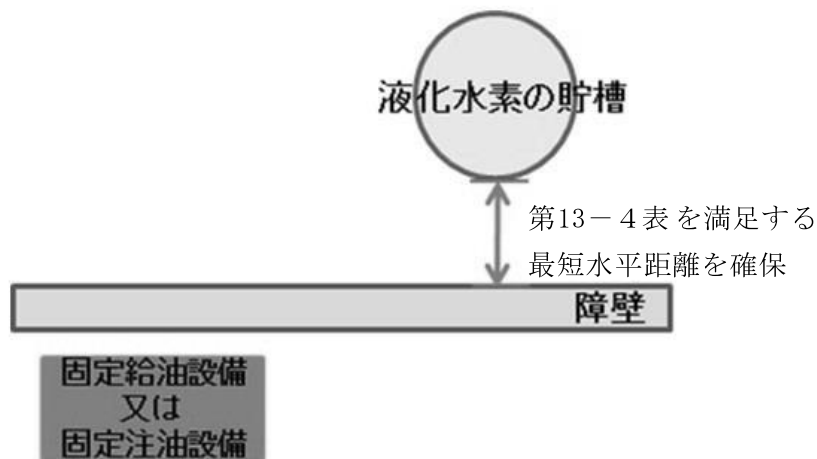 液化水素の貯槽
第13－４表 を満足する
最短水平距離を確保
障壁
固定給油設備
又は
固定注油設備